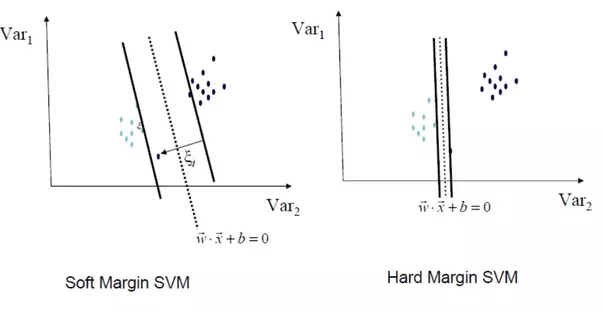 Var₁
ξ
ξᵢ
Var₂
w⃗ · x⃗ + b = 0
Soft Margin SVM
Var₁
Var₂
w⃗ · x⃗ + b = 0
Hard Margin SVM